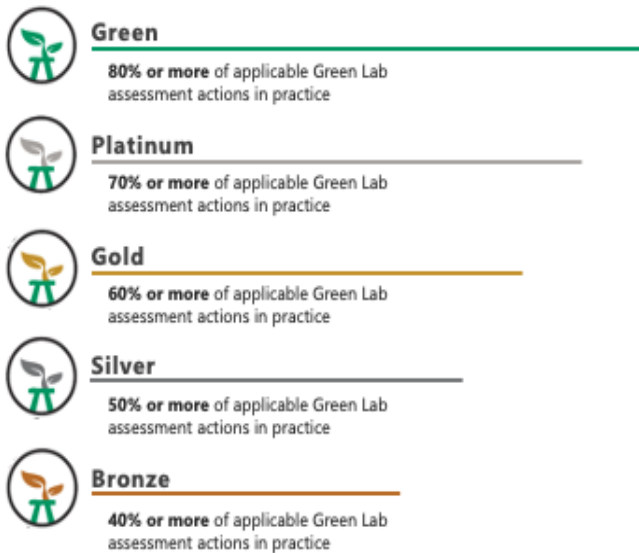 Green
80% or more of applicable Green Lab
assessment actions in practice
Platinum
70% or more of applicable Green Lab
assessment actions in practice
Gold
60% or more of applicable Green Lab
assessment actions in practice
Silver
50% or more of applicable Green Lab
assessment actions in practice
Bronze
40% or more of applicable Green Lab
assessment actions in practice